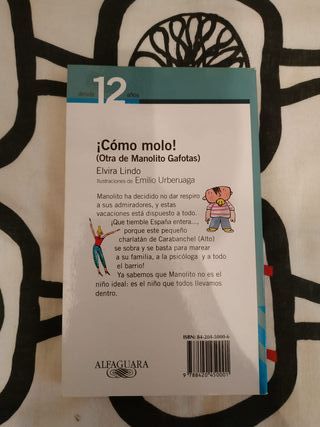 desde 12 años
¡Cómo molo!
(Otra de Manolito Gafotas)
Elvira Lindo
Ilustraciones de Emilio Urberuaga
Manolito ha decidido no dar respiro
a sus admiradores, y estas
vacaciones está dispuesto a todo...
¡Que tiemble España entera...,
porque este pequeño
charlatán de Carabanchel (Alto)
se sobra y se basta para marear
a su familia, a la psicóloga y a todo
el barrio!
Ya sabemos que Manolito no es el
niño ideal: es el niño que todos llevamos
dentro.
ISBN: 84-204-5000-6
ALFAGUARA
9 788420 450001